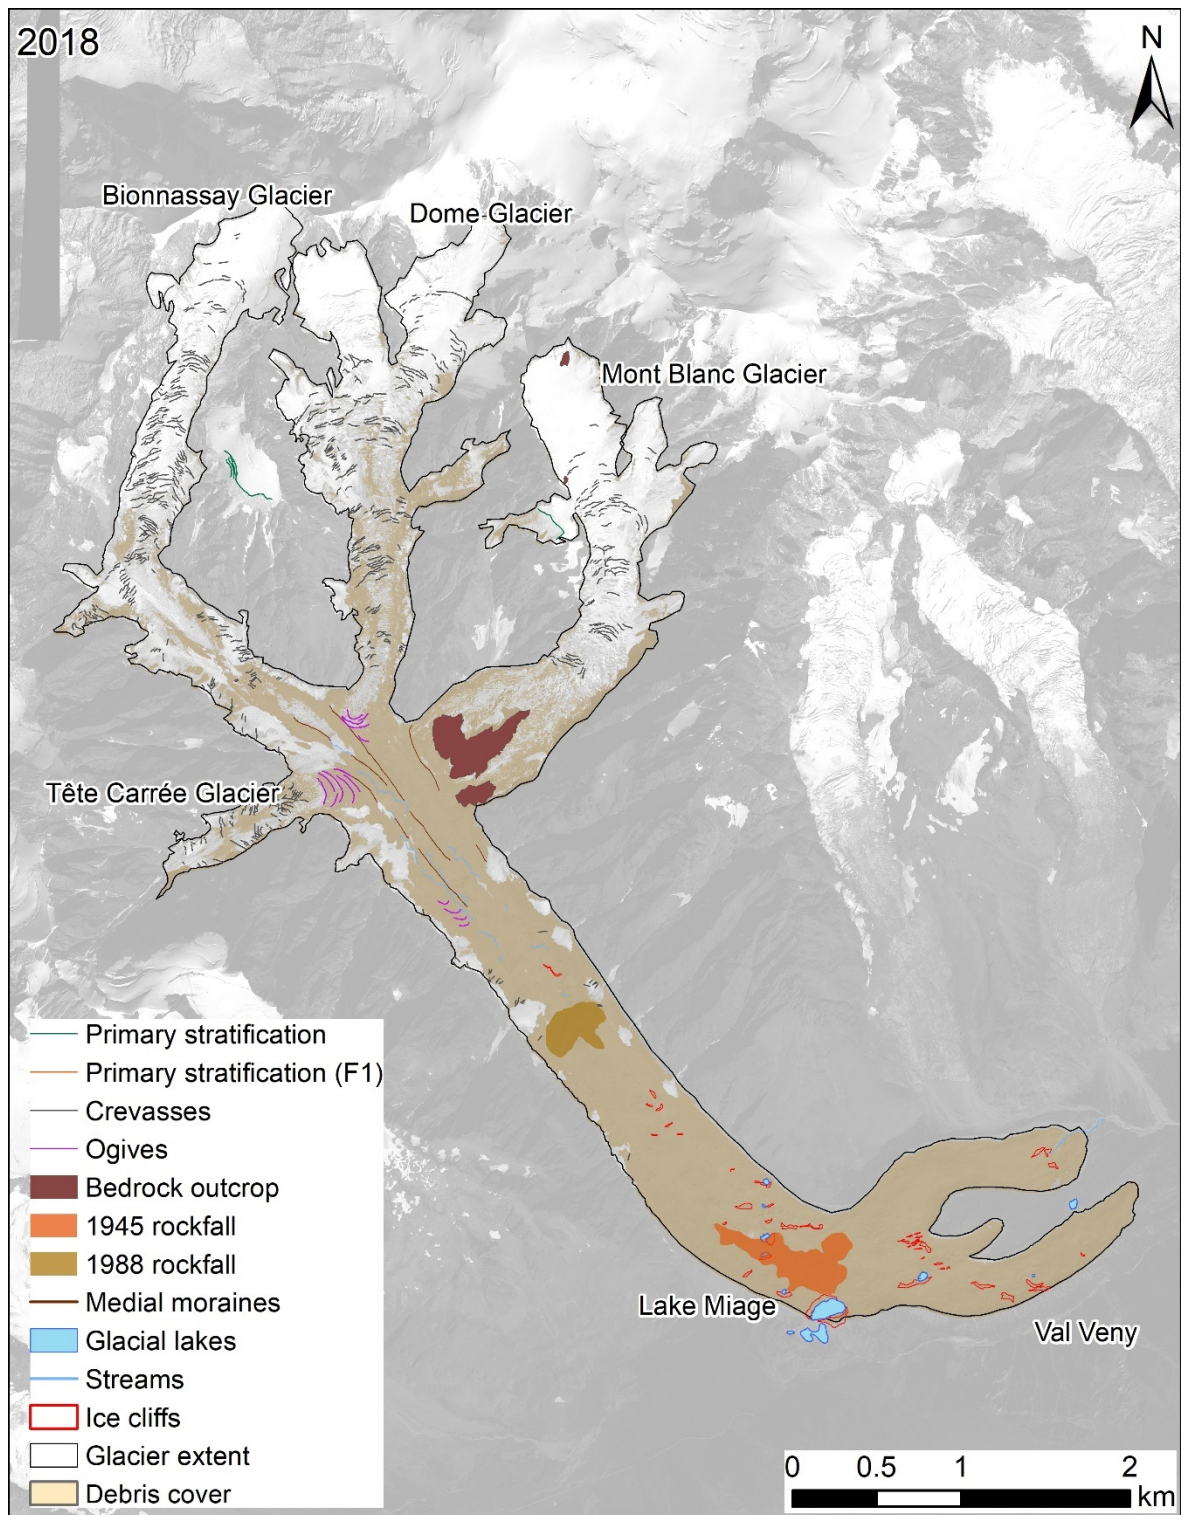 2018
N
Bionnassay Glacier
Dome Glacier
Mont Blanc Glacier
Tête Carrée Glacier
Lake Miage
Val Veny
Primary stratification
Primary stratification (F1)
Crevasses
Ogives
Bedrock outcrop
1945 rockfall
1988 rockfall
Medial moraines
Glacial lakes
Streams
Ice cliffs
Glacier extent
Debris cover
0 0.5 1 2
km